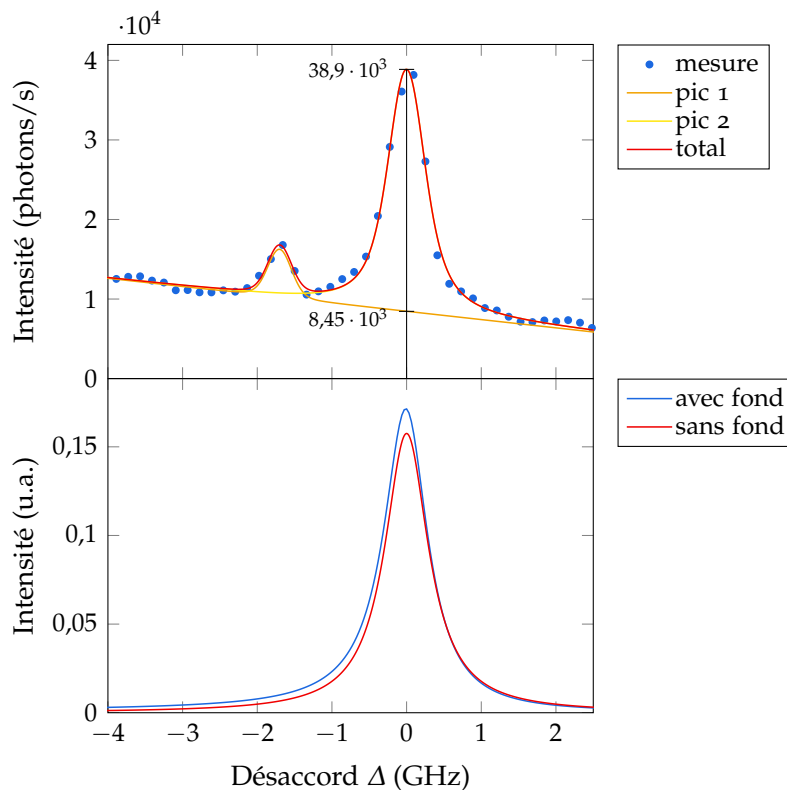 ·10⁴
4
3
2
1
0
Intensité (photons/s)
38,9 · 10³
8,45 · 10³
mesure
pic 1
pic 2
total
0,15
0,1
0,05
0
Intensité (u.a.)
avec fond
sans fond
−4 −3 −2 −1 0 1 2
Désaccord Δ (GHz)